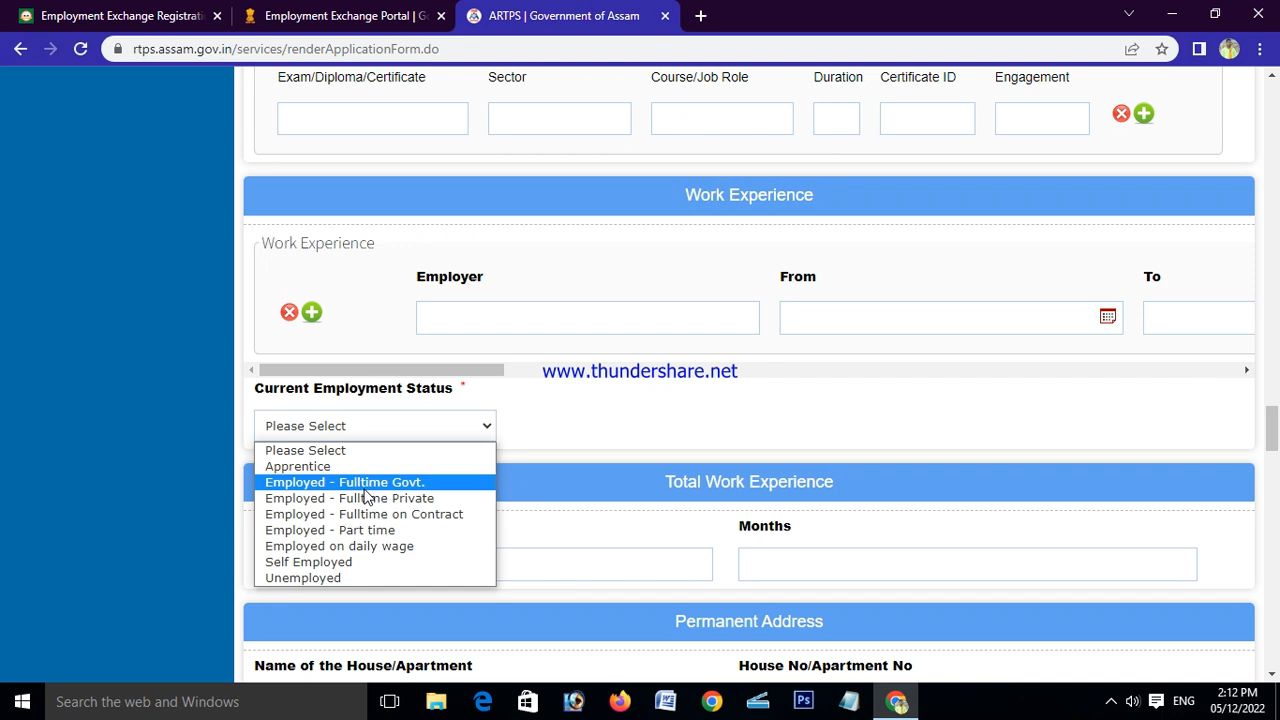 Employment Exchange Registrati
Employment Exchange Portal | Go
ARTPS | Government of Assam
rtps.assam.gov.in/services/renderApplicationForm.do
Exam/Diploma/Certificate Sector Course/Job Role Duration Certificate ID Engagement
Work Experience
Work Experience
Employer From To
www.thundershare.net
Current Employment Status *
Please Select
Please Select
Apprentice
Employed - Fulltime Govt.
Employed - Fulltime Private
Employed - Fulltime on Contract
Employed - Part time
Employed on daily wage
Self Employed
Unemployed
Total Work Experience
Months
Permanent Address
Name of the House/Apartment House No/Apartment No
Search the web and Windows
ENG
2:12 PM
05/12/2022